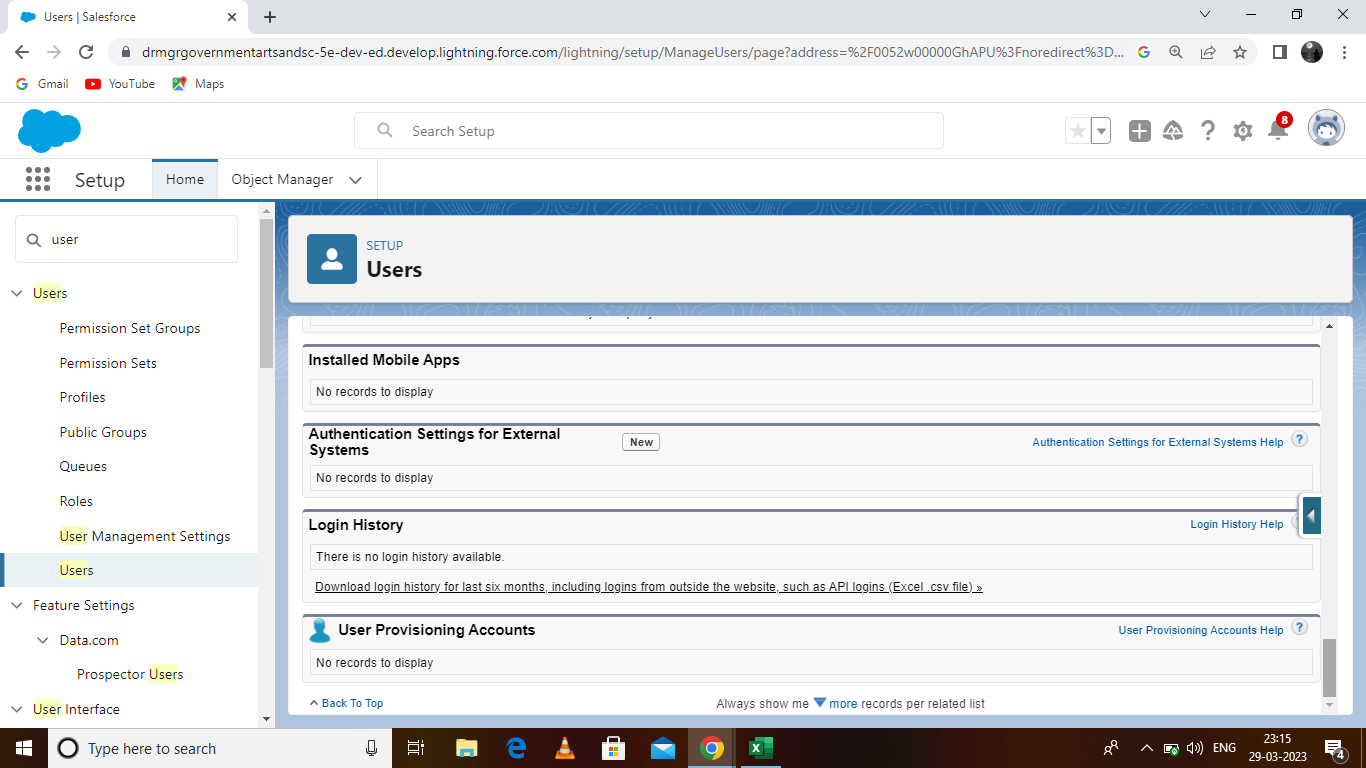 Users | Salesforce
drmgrgovernmentartsandsc-5e-dev-ed.develop.lightning.force.com/lightning/setup/ManageUsers/page?address=%2F0052w00000GhAPU%3Fnoredirect%3D...
Gmail YouTube Maps
Search Setup
8
Setup Home Object Manager
user
Users
Permission Set Groups
Permission Sets
Profiles
Public Groups
Queues
Roles
User Management Settings
Users
Feature Settings
Data.com
Prospector Users
User Interface
SETUP
Users
Installed Mobile Apps
No records to display
Authentication Settings for External
Systems
New
Authentication Settings for External Systems Help ?
No records to display
Login History
Login History Help
There is no login history available.
Download login history for last six months, including logins from outside the website, such as API logins (Excel .csv file) »
User Provisioning Accounts
User Provisioning Accounts Help ?
No records to display
Back To Top
Always show me more records per related list
Type here to search
ENG
23:15
29-03-2023
4